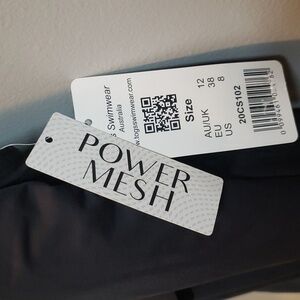 s Swimwear
Australia
www.togsswimwear.com
Size
AU/UK 12
EU 38
US 8
20CS102
POWER
MESH